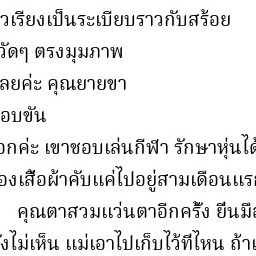 วเรียงเป็นระเบียบราวกับสร้อย
วัดๆ ตรงมุมภาพ
ลยค่ะ คุณยายขา
อบขัน
อกค่ะ เขาชอบเล่นกีฬา รักษาหุ่นได้
องเสื้อผ้าคับแค่ไปอยู่สามเดือนแรก
คุณตาสวมแว่นตาอีกครั้ง ยืนมือ
ังไม่เห็น แม่เอาไปเก็บไว้ที่ไหน ถ้าเ